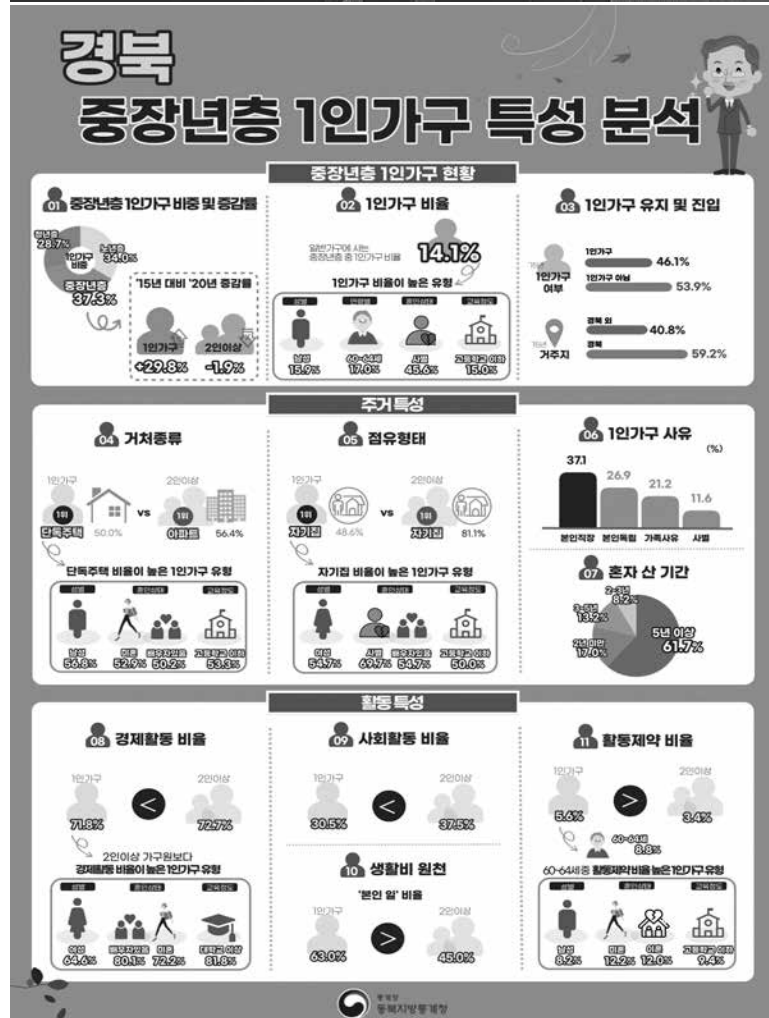 경북
중장년층 1인가구 특성 분석
중장년층 1인가구 현황
01 중장년층 1인가구 비중 및 증감률
청년층
28.7%
노년층
34.0%
1인가구
비중
중장년층
37.3%
'15년 대비 '20년 증감률
1인가구
+29.8%
2인이상
-1.9%
02 1인가구 비율
일반가구에 사는
중장년층 중 1인가구 비율
14.1%
1인가구 비율이 높은 유형
성별
연령별
혼인상태
교육정도
남성
15.9%
60~64세
17.0%
사별
45.6%
고등학교 이하
15.0%
03 1인가구 유지 및 진입
1인가구
여부
1인가구
46.1%
1인가구 아님
53.9%
거주지
경북 외
40.8%
경북
59.2%
주거 특성
04 거처종류
1인가구
1위
단독주택
50.0%
vs
2인이상
1위
아파트
56.4%
단독주택 비율이 높은 1인가구 유형
성별
혼인상태
교육정도
남성
56.8%
미혼
52.9%
배우자있음
50.2%
고등학교 이하
53.3%
05 점유형태
1인가구
1위
자기집
48.6%
vs
2인이상
1위
자기집
81.1%
자기집 비율이 높은 1인가구 유형
성별
혼인상태
교육정도
여성
54.7%
사별
69.7%
배우자있음
54.7%
고등학교 이하
50.0%
06 1인가구 사유
(%)
37.1
26.9
21.2
11.6
본인직장
본인독립
가족사유
사별
07 혼자 산 기간
2~3년
8.2%
3~5년
13.2%
2년 미만
17.0%
5년 이상
61.7%
활동 특성
08 경제활동 비율
1인가구
71.8%
<
2인이상
72.7%
2인이상 가구원보다
경제활동 비율이 높은 1인가구 유형
성별
혼인상태
교육정도
여성
64.6%
배우자있음
80.1%
미혼
72.2%
대학교 이상
81.8%
09 사회활동 비율
1인가구
30.5%
<
2인이상
37.5%
10 생활비 원천
'본인 일' 비율
1인가구
63.0%
>
2인이상
45.0%
11 활동제약 비율
1인가구
5.6%
>
2인이상
3.4%
60~64세
8.8%
60~64세 중 활동제약 비율 높은 1인가구 유형
성별
혼인상태
교육정도
남성
8.2%
미혼
12.2%
이혼
12.0%
고등학교 이하
9.4%
통계청
동북지방통계청